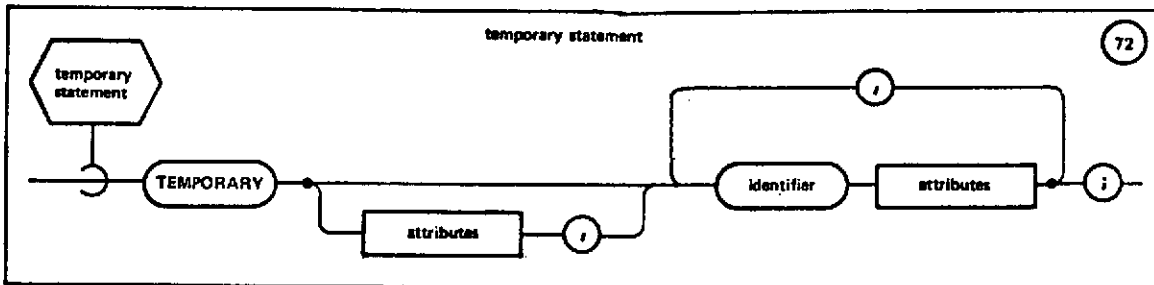 temporary statement
72
temporary
statement
,
TEMPORARY
identifier
attributes
;
attributes
,